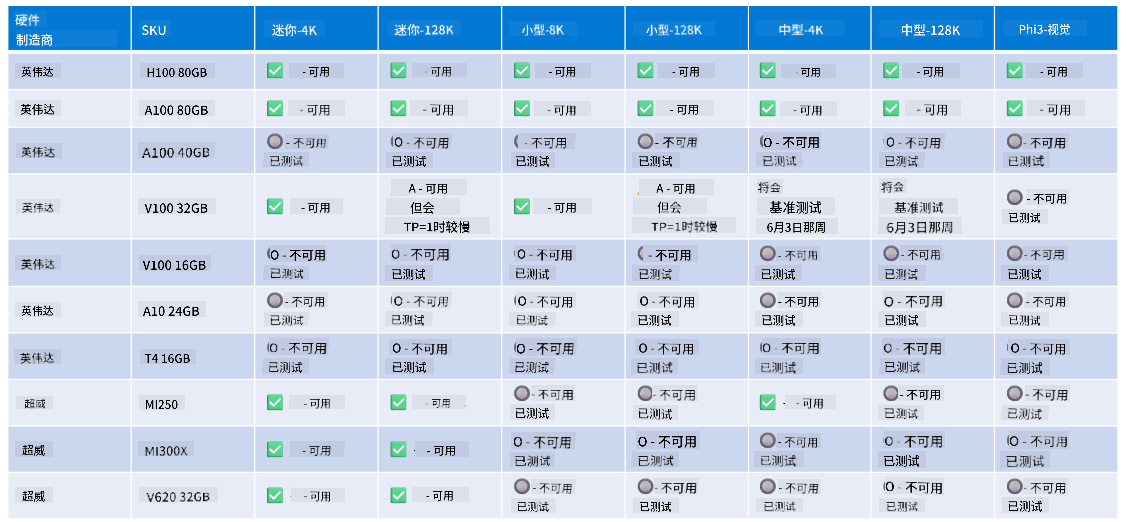 硬件
制造商
SKU
迷你-4K
迷你-128K
小型-8K
小型-128K
中型-4K
中型-128K
Phi3-视觉
英伟达
H100 80GB
✅ - 可用
✅ - 可用
✅ - 可用
✅ - 可用
✅ - 可用
✅ - 可用
✅ - 可用
英伟达
A100 80GB
✅ - 可用
✅ - 可用
✅ - 可用
✅ - 可用
✅ - 可用
✅ - 可用
✅ - 可用
英伟达
A100 40GB
- 不可用
已测试
O - 不可用
已测试
( - 不可用
已测试
- 不可用
已测试
(O - 不可用
已测试
O - 不可用
已测试
- 不可用
已测试
英伟达
V100 32GB
✅ - 可用
A - 可用
但会
TP=1时较慢
✅ - 可用
A - 可用
但会
TP=1时较慢
将会
基准测试
6月3日那周
将会
基准测试
6月3日那周
- 不可用
已测试
英伟达
V100 16GB
(O - 不可用
已测试
O - 不可用
已测试
(O - 不可用
已测试
( - 不可用
已测试
- 不可用
已测试
- 不可用
已测试
- 不可用
已测试
英伟达
A10 24GB
- 不可用
已测试
(O - 不可用
已测试
(O - 不可用
已测试
O - 不可用
已测试
- 不可用
已测试
O - 不可用
已测试
- 不可用
已测试
英伟达
T4 16GB
(O - 不可用
已测试
O - 不可用
已测试
(O - 不可用
已测试
O - 不可用
已测试
(O - 不可用
已测试
O - 不可用
已测试
O - 不可用
已测试
超威
MI250
✅ - 可用
✅ - 可用
- 不可用
已测试
- 不可用
已测试
✅ - 可用
- 不可用
已测试
- 不可用
已测试
超威
MI300X
✅ - 可用
✅ - 可用
O - 不可用
已测试
O - 不可用
已测试
- 不可用
已测试
O - 不可用
已测试
(O - 不可用
已测试
超威
V620 32GB
✅ - 可用
✅ - 可用
- 不可用
已测试
- 不可用
已测试
- 不可用
已测试
(O - 不可用
已测试
- 不可用
已测试